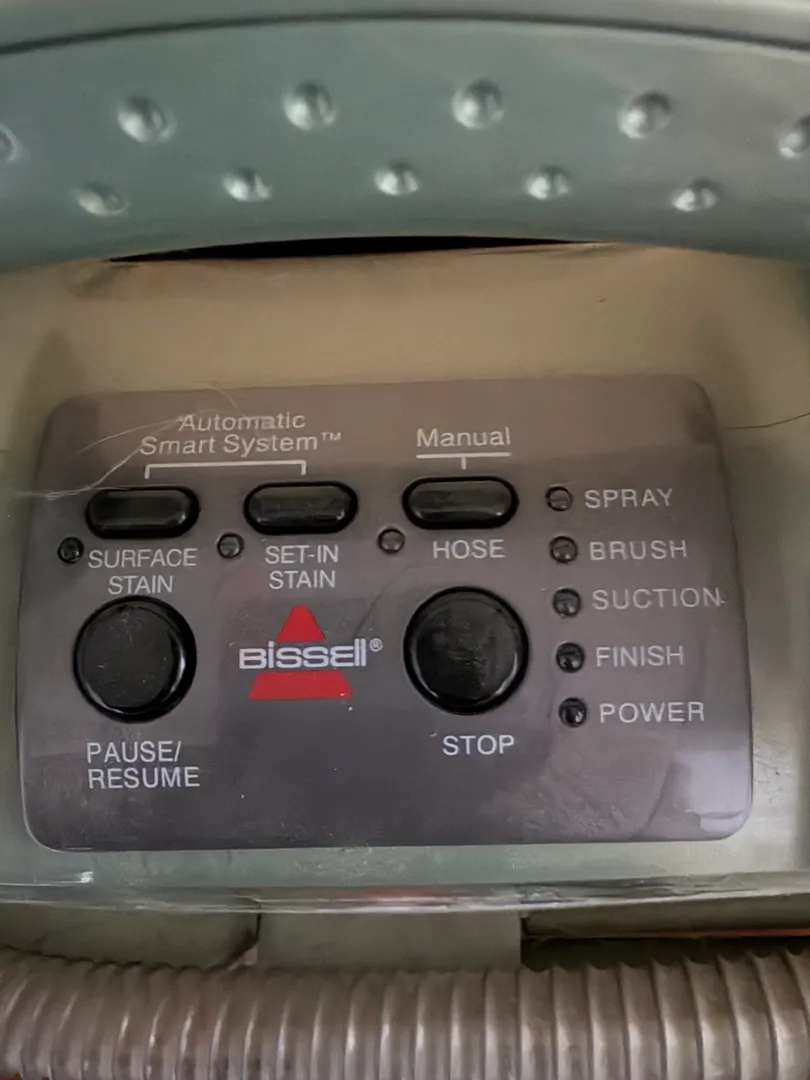 Automatic
Smart System™
Manual
SURFACE
STAIN
SET-IN
STAIN
HOSE
SPRAY
BRUSH
SUCTION
FINISH
POWER
BISSELL®
PAUSE/
RESUME
STOP